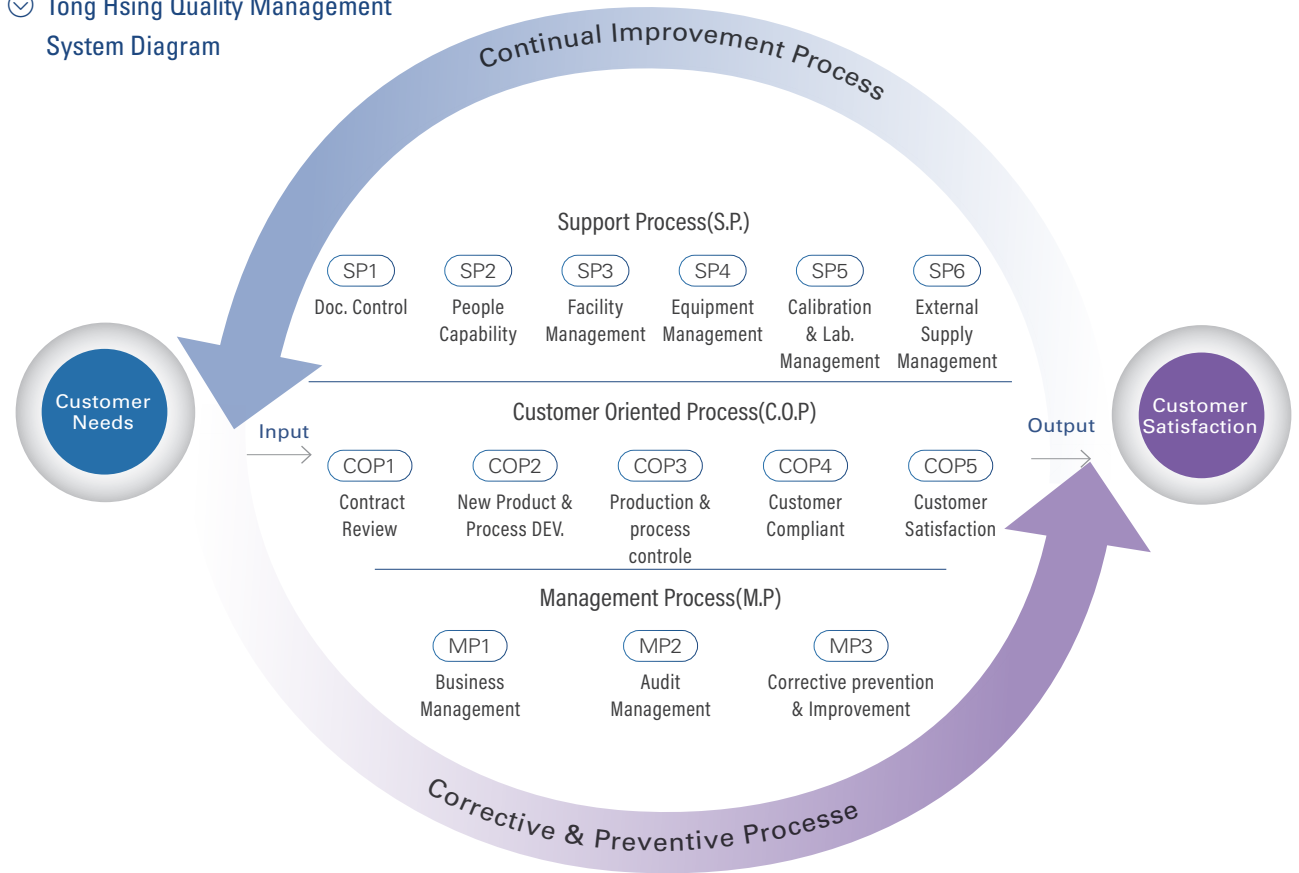 Tong Hsing Quality Management
System Diagram
Continual Improvement Process
Support Process(S.P.)
SP1
Doc. Control
SP2
People
Capability
SP3
Facility
Management
SP4
Equipment
Management
SP5
Calibration
& Lab.
Management
SP6
External
Supply
Management
Customer
Needs
Input
Customer Oriented Process(C.O.P)
COP1
Contract
Review
COP2
New Product &
Process DEV.
COP3
Production &
process
controle
COP4
Customer
Compliant
COP5
Customer
Satisfaction
Output
Customer
Satisfaction
Management Process(M.P)
MP1
Business
Management
MP2
Audit
Management
MP3
Corrective prevention
& Improvement
Corrective & Preventive Processe